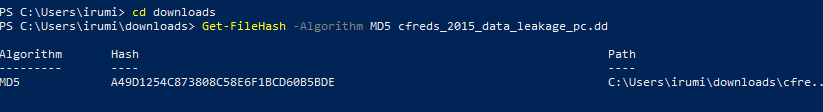 PS C:\Users\irumi> cd downloads
PS C:\Users\irumi\downloads> Get-FileHash -Algorithm MD5 cfreds_2015_data_leakage_pc.dd
Algorithm Hash Path
--------- ---- ----
MD5 A49D1254C873808C58E6F1BCD60B5BDE C:\Users\irumi\downloads\cfre...